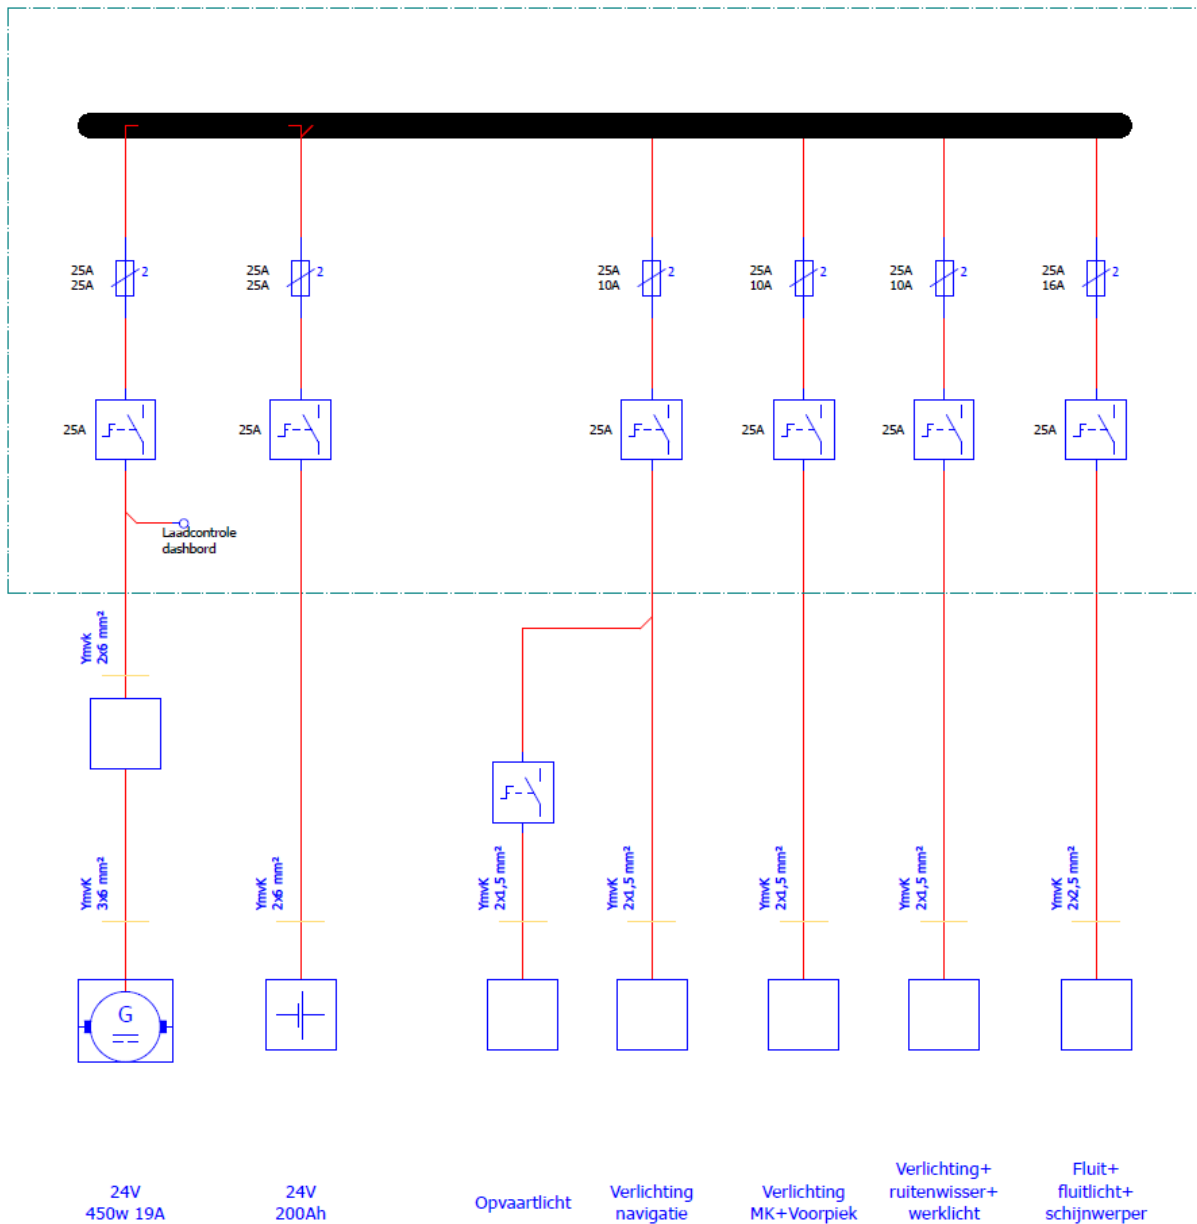 25A
25A
2
25A
25A
2
25A
10A
2
25A
10A
2
25A
10A
2
25A
16A
2
25A
25A
25A
25A
25A
25A
Laadcontrole
dashbord
Ymvk
2x6 mm²
YmvK
3x6 mm²
YmvK
2x6 mm²
YmvK
2x1,5 mm²
YmvK
2x1,5 mm²
YmvK
2x1,5 mm²
YmvK
2x1,5 mm²
YmvK
2x2,5 mm²
G
24V
450w 19A
24V
200Ah
Opvaartlicht
Verlichting
navigatie
Verlichting
MK+Voorpiek
Verlichting+
ruitenwisser+
werklicht
Fluit+
fluitlicht+
schijnwerper